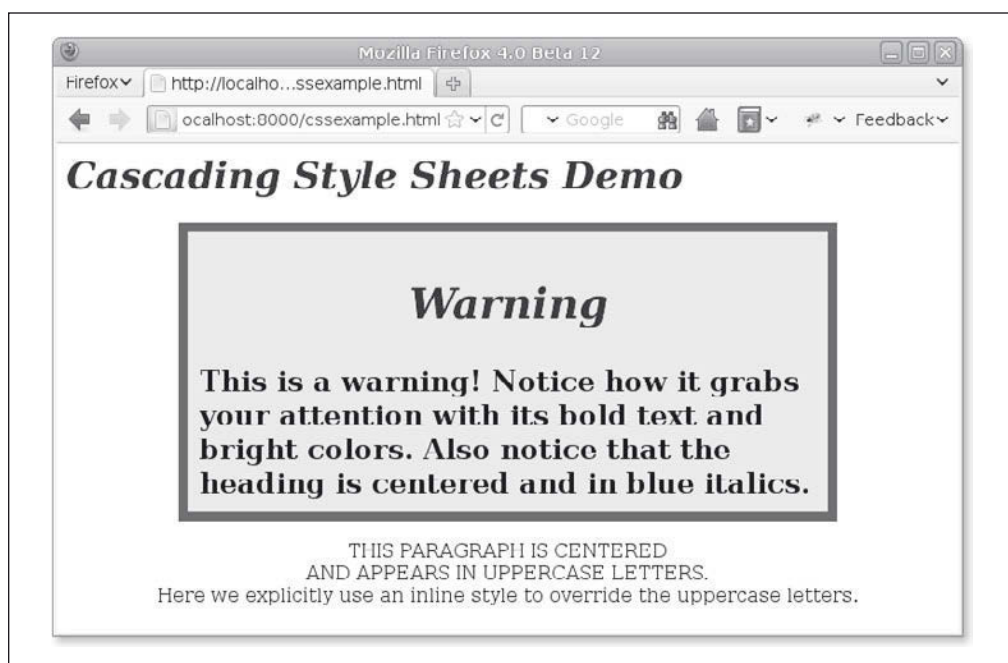 Mozilla Firefox 4.0 Beta 12
Firefox
http://localho...ssexample.html
ocalhost:8000/cssexample.html
Google
Feedback
Cascading Style Sheets Demo
Warning
This is a warning! Notice how it grabs
your attention with its bold text and
bright colors. Also notice that the
heading is centered and in blue italics.
THIS PARAGRAPH IS CENTERED
AND APPEARS IN UPPERCASE LETTERS.
Here we explicitly use an inline style to override the uppercase letters.